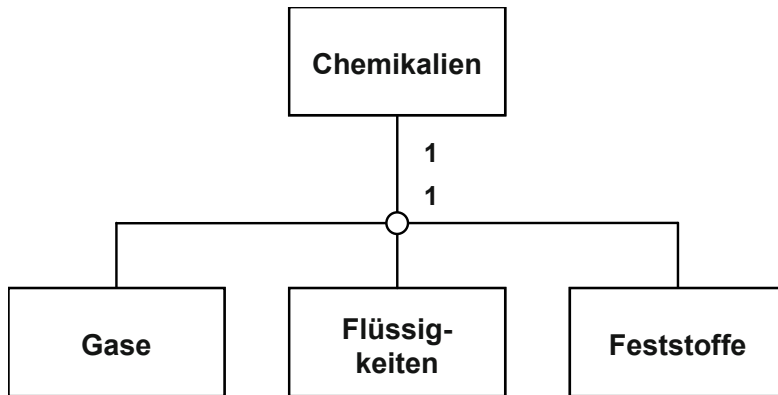 Chemikalien
1
1
Gase
Flüssig-
keiten
Feststoffe